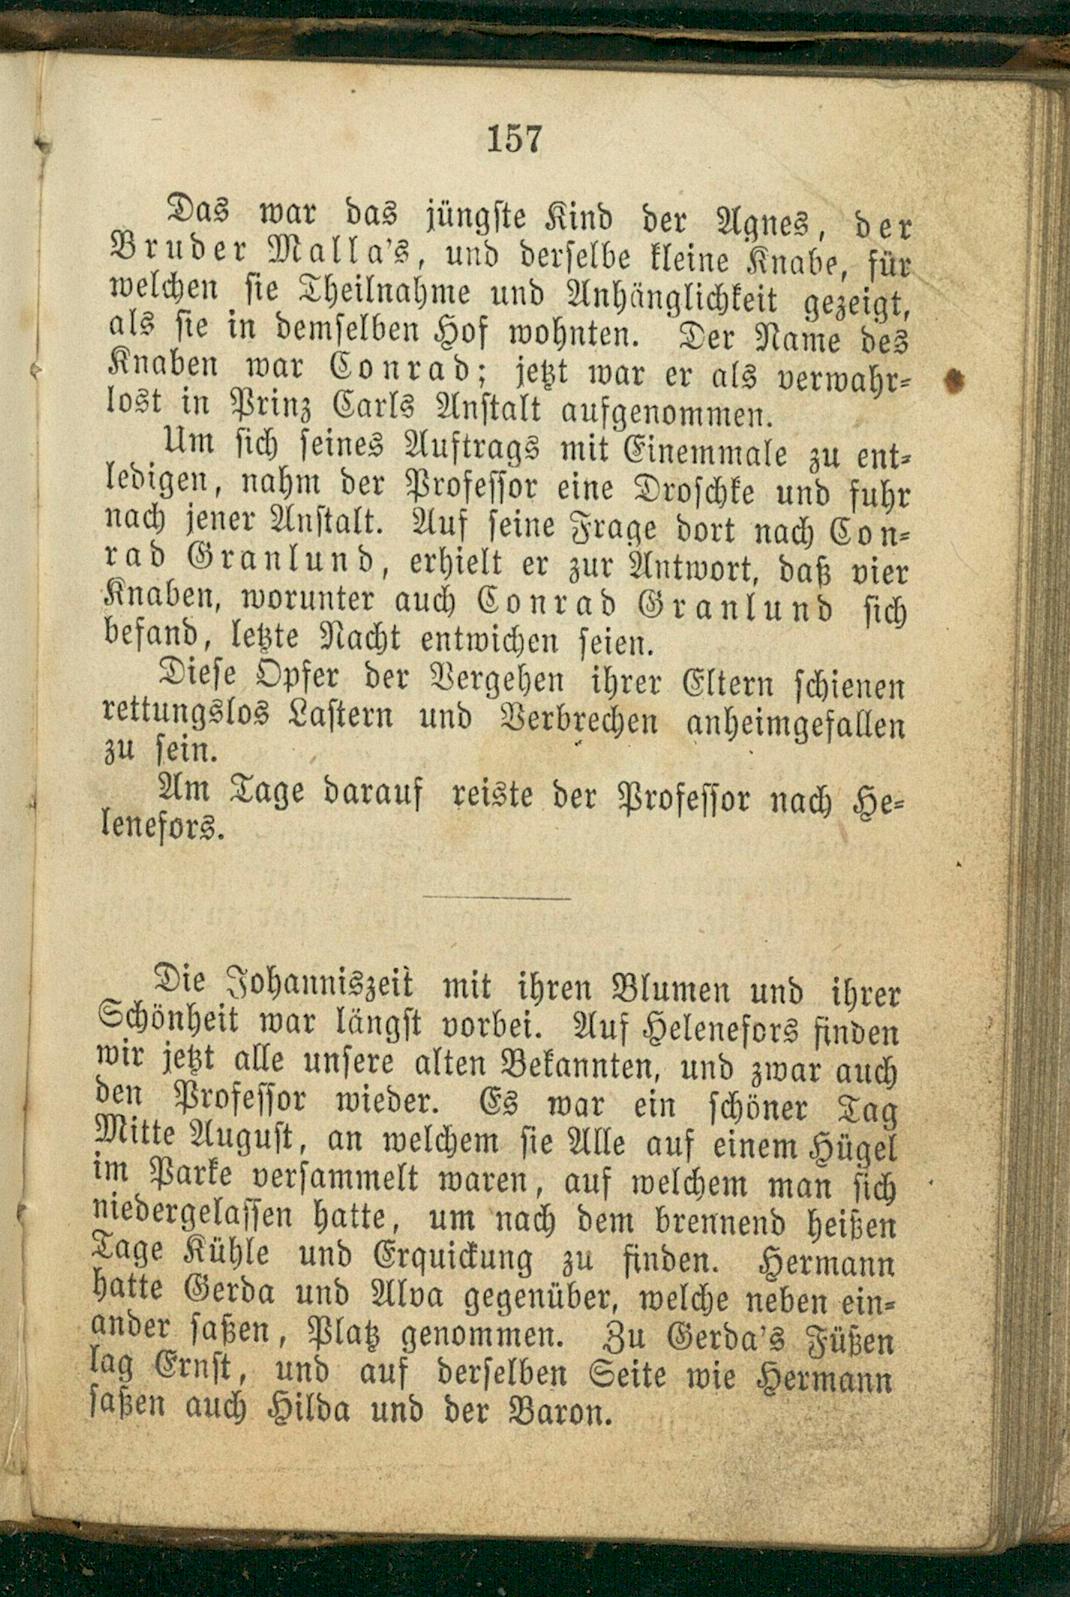 157
Das war das jüngste Kind der Agnes, der
Bruder Malla's, und derselbe kleine Knabe, für
welchen sie Theilnahme und Anhänglichkeit gezeigt,
als sie in demselben Hof wohnten. Der Name des
Knaben war Conrad; jetzt war er als verwahr-
lost in Prinz Carls Anstalt aufgenommen.
Um sich seines Auftrags mit Einemmale zu ent-
ledigen, nahm der Professor eine Droschke und fuhr
nach jener Anstalt. Auf seine Frage dort nach Con-
rad Granlund, erhielt er zur Antwort, daß vier
Knaben, worunter auch Conrad Granlund sich
befand, letzte Nacht entwichen seien.
Diese Opfer der Vergehen ihrer Eltern schienen
rettungslos Lastern und Verbrechen anheimgefallen
zu sein.
Am Tage darauf reiste der Professor nach He-
lenefors.
Die Johanniszeit mit ihren Blumen und ihrer
Schönheit war längst vorbei. Auf Helenefors finden
wir jetzt alle unsere alten Bekannten, und zwar auch
den Professor wieder. Es war ein schöner Tag
Mitte August, an welchem sie Alle auf einem Hügel
im Parke versammelt waren, auf welchem man sich
niedergelassen hatte, um nach dem brennend heißen
Tage Kühle und Erquickung zu finden. Hermann
hatte Gerda und Alva gegenüber, welche neben ein-
ander saßen, Platz genommen. Zu Gerda's Füßen
lag Ernst, und auf derselben Seite wie Hermann
saßen auch Hilda und der Baron.